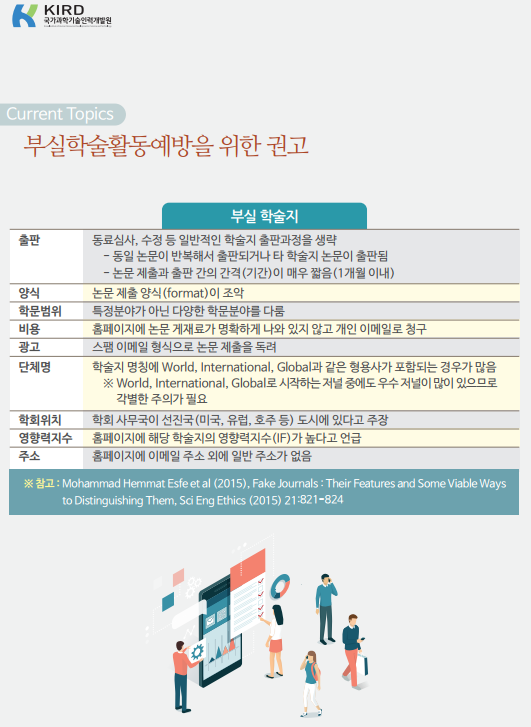 KIRD
국가과학기술인력개발원
Current Topics
부실학술활동예방을 위한 권고
부실 학술지
출판
동료심사, 수정 등 일반적인 학술지 출판과정을 생략
- 동일 논문이 반복해서 출판되거나 타 학술지 논문이 출판됨
- 논문 제출과 출판 간의 간격(기간)이 매우 짧음(1개월 이내)
양식
논문 제출 양식(format)이 조악
학문범위
특정분야가 아닌 다양한 학문분야를 다룸
비용
홈페이지에 논문 게재료가 명확하게 나와 있지 않고 개인 이메일로 청구
광고
스팸 이메일 형식으로 논문 제출을 독려
단체명
학술지 명칭에 World, International, Global과 같은 형용사가 포함되는 경우가 많음
※ World, International, Global로 시작하는 저널 중에도 우수 저널이 많이 있으므로
각별한 주의가 필요
학회위치
학회 사무국이 선진국(미국, 유럽, 호주 등) 도시에 있다고 주장
영향력지수
홈페이지에 해당 학술지의 영향력지수(IF)가 높다고 언급
주소
홈페이지에 이메일 주소 외에 일반 주소가 없음
※ 참고 : Mohammad Hemmat Esfe et al (2015), Fake Journals : Their Features and Some Viable Ways
to Distinguishing Them, Sci Eng Ethics (2015) 21:821-824